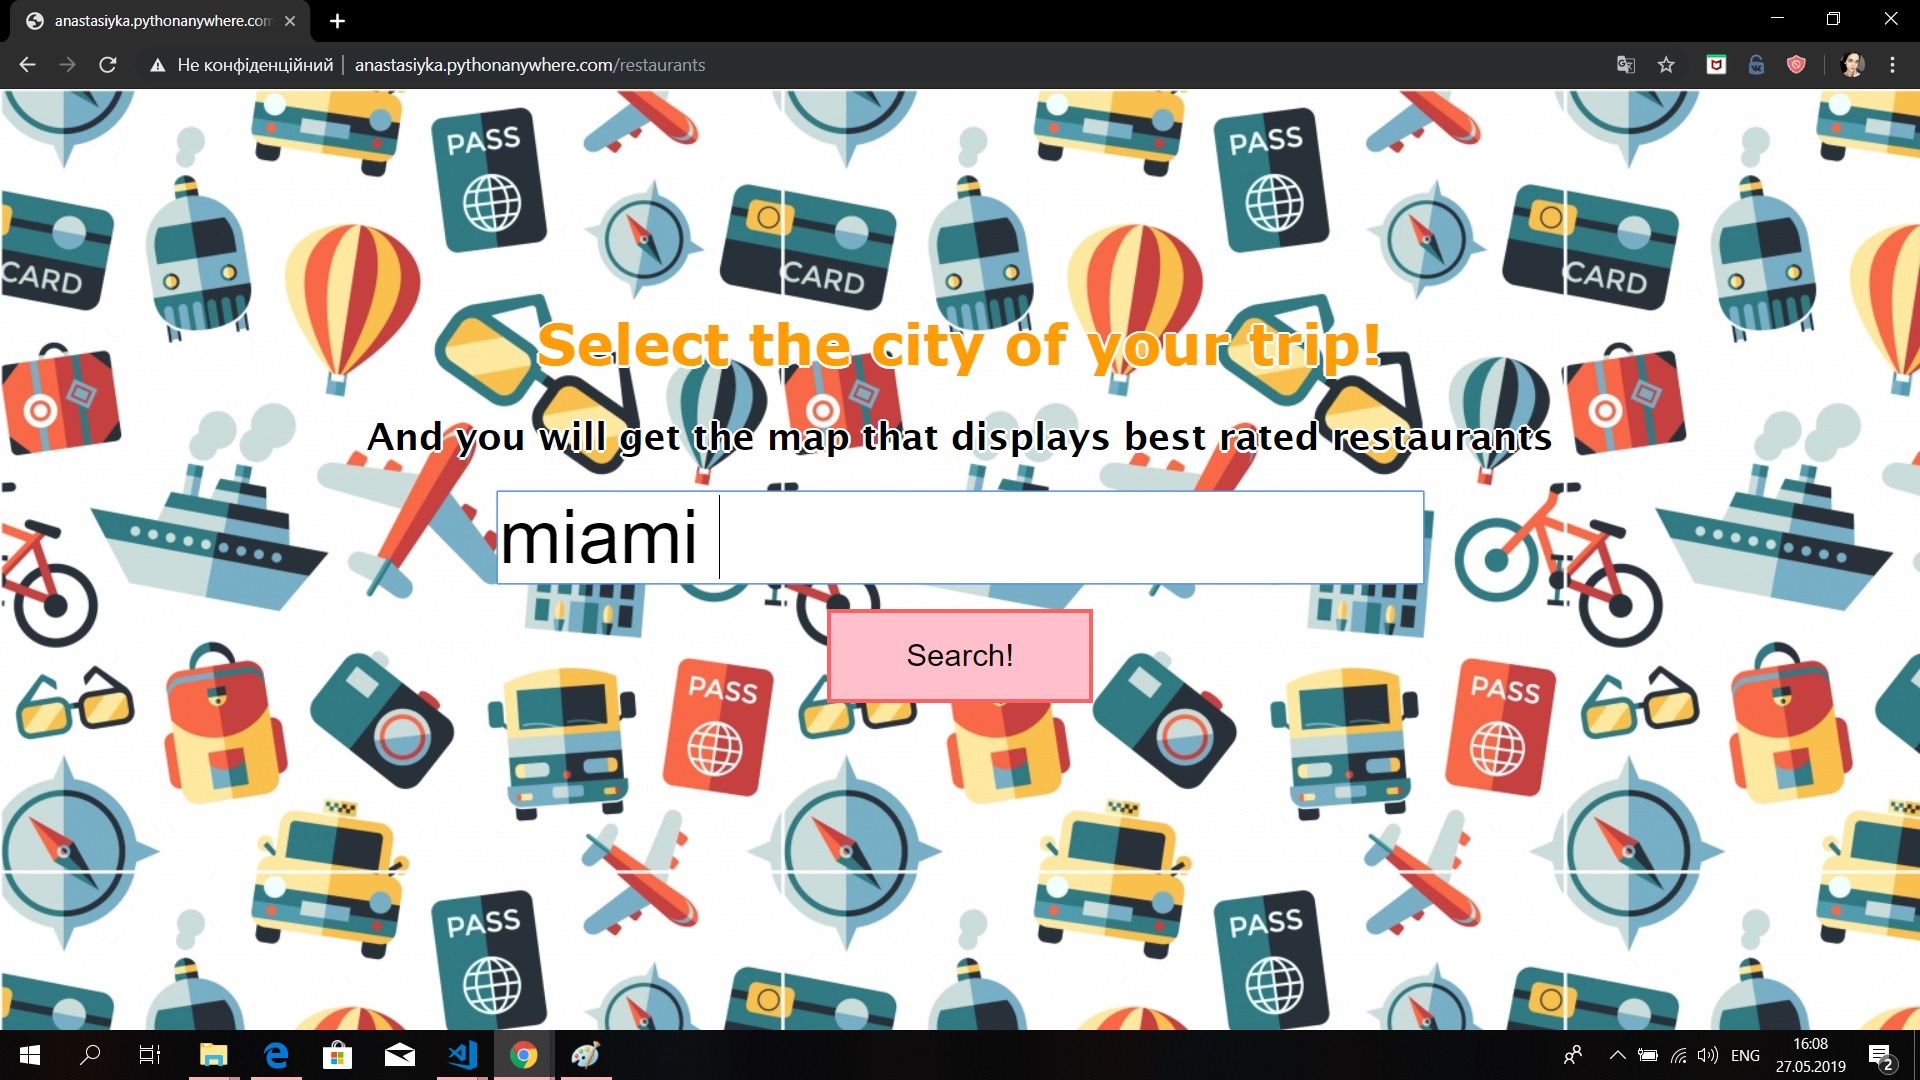 anastasiyka.pythonanywhere.com
Не конфіденційний
anastasiyka.pythonanywhere.com/restaurants
PASS
PASS
CARD
CARD
CARD
Select the city of your trip!
And you will get the map that displays best rated restaurants
miami
Search!
PASS
PASS
PASS
PASS
ENG
16:08
27.05.2019
2